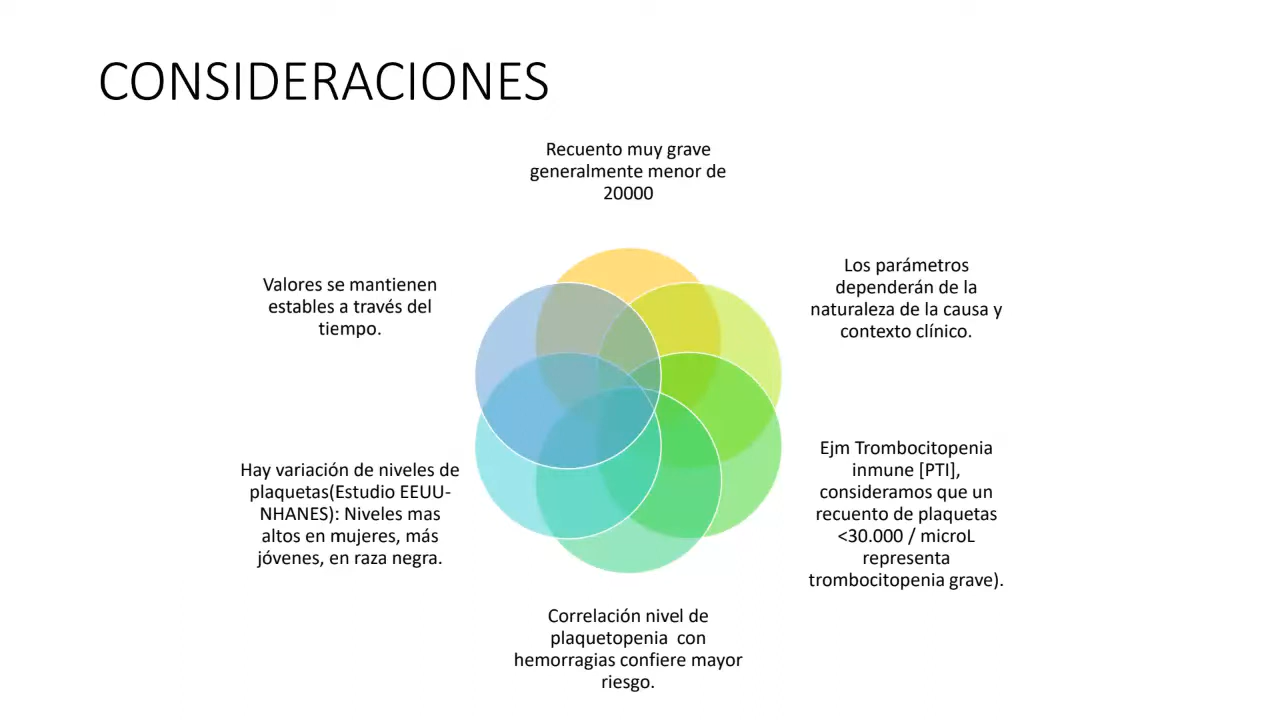 CONSIDERACIONES
Recuento muy grave
generalmente menor de
20000
Los parámetros
dependerán de la
naturaleza de la causa y
contexto clínico.
Ejm Trombocitopenia
inmune [PTI],
consideramos que un
recuento de plaquetas
<30.000 / microL
representa
trombocitopenia grave).
Correlación nivel de
plaquetopenia  con
hemorragias confiere mayor
riesgo.
Hay variación de niveles de
plaquetas(Estudio EEUU-
NHANES): Niveles mas
altos en mujeres, más
jóvenes, en raza negra.
Valores se mantienen
estables a través del
tiempo.